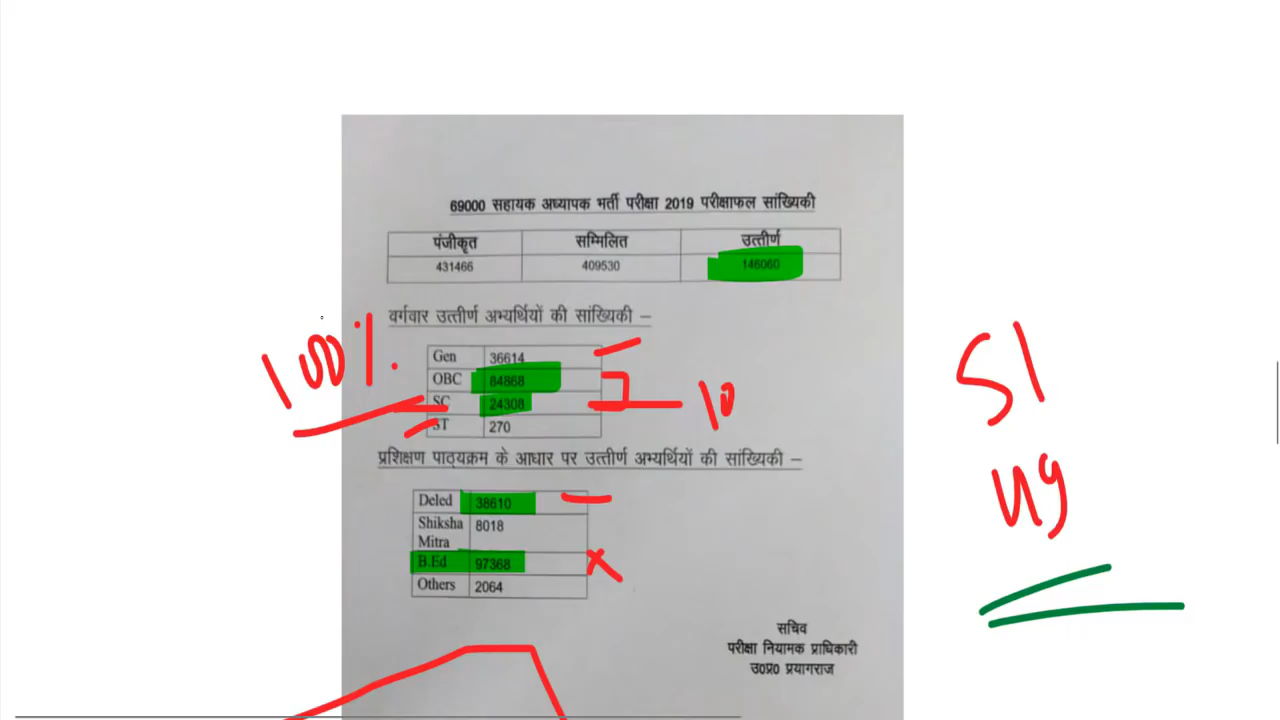 69000 सहायक अध्यापक भर्ती परीक्षा 2019 परीक्षाफल सांख्यिकी
पंजीकृत सम्मिलित उत्तीर्ण
431466 409530 146060
वर्गवार उत्तीर्ण अभ्यर्थियों की सांख्यिकी –
100%
Gen 36614
OBC 84868
SC 24308
10
ST 270
प्रशिक्षण पाठ्यक्रम के आधार पर उत्तीर्ण अभ्यर्थियों की सांख्यिकी –
Deled 38610
Shiksha Mitra 8018
B.Ed 97368
Others 2064
सचिव
परीक्षा नियामक प्राधिकारी
उ0प्र0 प्रयागराज